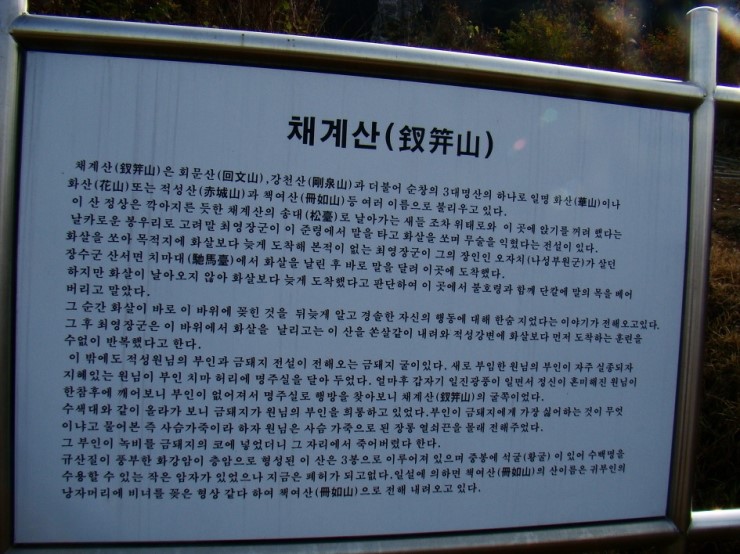 채계산(釵笄山)
채계산(釵笄山)은 회문산(回文山),강천산(剛泉山)과 더불어 순창의 3대명산의 하나로 일명 화산(華山)이나
화산(花山) 또는 적성산(赤城山)과 책여산(冊如山)등 여러 이름으로 불리우고 있다.
이 산 정상은 깍아지른 듯한 채계산의 송대(松臺)로 날아가는 새들 조차 위태로와 이 곳에 앉기를 꺼려 했다는
날카로운 봉우리로 고려말 최영장군이 이 준령에서 말을 타고 화살을 쏘며 무술을 익혔다는 전설이 있다.
화살을 쏘아 목적지에 화살보다 늦게 도착해 본적이 없는 최영장군이 그의 장인인 오자치(나성부원군)가 살던
장수군 산서면 치마대(馳馬臺)에서 화살을 날린 후 바로 말을 달려 이곳에 도착했다.
하지만 화살이 날아오지 않아 화살보다 늦게 도착했다고 판단하여 이 곳에서 불호령과 함께 단칼에 말의 목을 베어
버리고 말았다.
그 순간 화살이 바로 이 바위에 꽂힌 것을 뒤늦게 알고 경솔한 자신의 행동에 대해 한숨 지었다는 이야기가 전해오고있다.
그 후 최영장군은 이 바위에서 화살을 날리고는 이 산을 쏜살같이 내려와 적성강변에 화살보다 먼저 도착하는 훈련을
수없이 반복했다고 한다.
이 밖에도 적성원님의 부인과 금돼지 전설이 전해오는 금돼지 굴이있다. 새로 부임한 원님의 부인이 자주 실종되자
지혜있는 원님이 부인 치마 허리에 명주실을 달아 두었다. 얼마후 갑자기 일진광풍이 일면서 정신이 혼미해진 원님이
한참후에 깨어보니 부인이 없어져서 명주실로 행방을 찾아보니 채계산(釵笄山)의 굴쪽이었다.
수색대와 같이 올라가 보니 금돼지가 원님의 부인을 희롱하고 있었다.부인이 금돼지에게 가장 싫어하는 것이 무엇
이냐고 물어본 즉 사슴가죽이라 하자 원님은 사슴 가죽으로 된 장롱 열쇠끈을 몰래 전해주었다.
그 부인이 녹비를 금돼지의 코에 넣었더니 그 자리에서 죽어버렸다 한다.
규산질이 풍부한 화강암이 층암으로 형성된 이 산은 3봉으로 이루어져 있으며 중봉에 석굴(황굴)이 있어 수백명을
수용할 수 있는 작은 암자가 있었으나 지금은 폐허가 되고없다.일설에 의하면 책여산(冊如山)의 산이름은 귀부인의
낭자머리에 비녀를 꽂은 형상 같다 하여 책여산(冊如山)으로 전해 내려오고 있다.